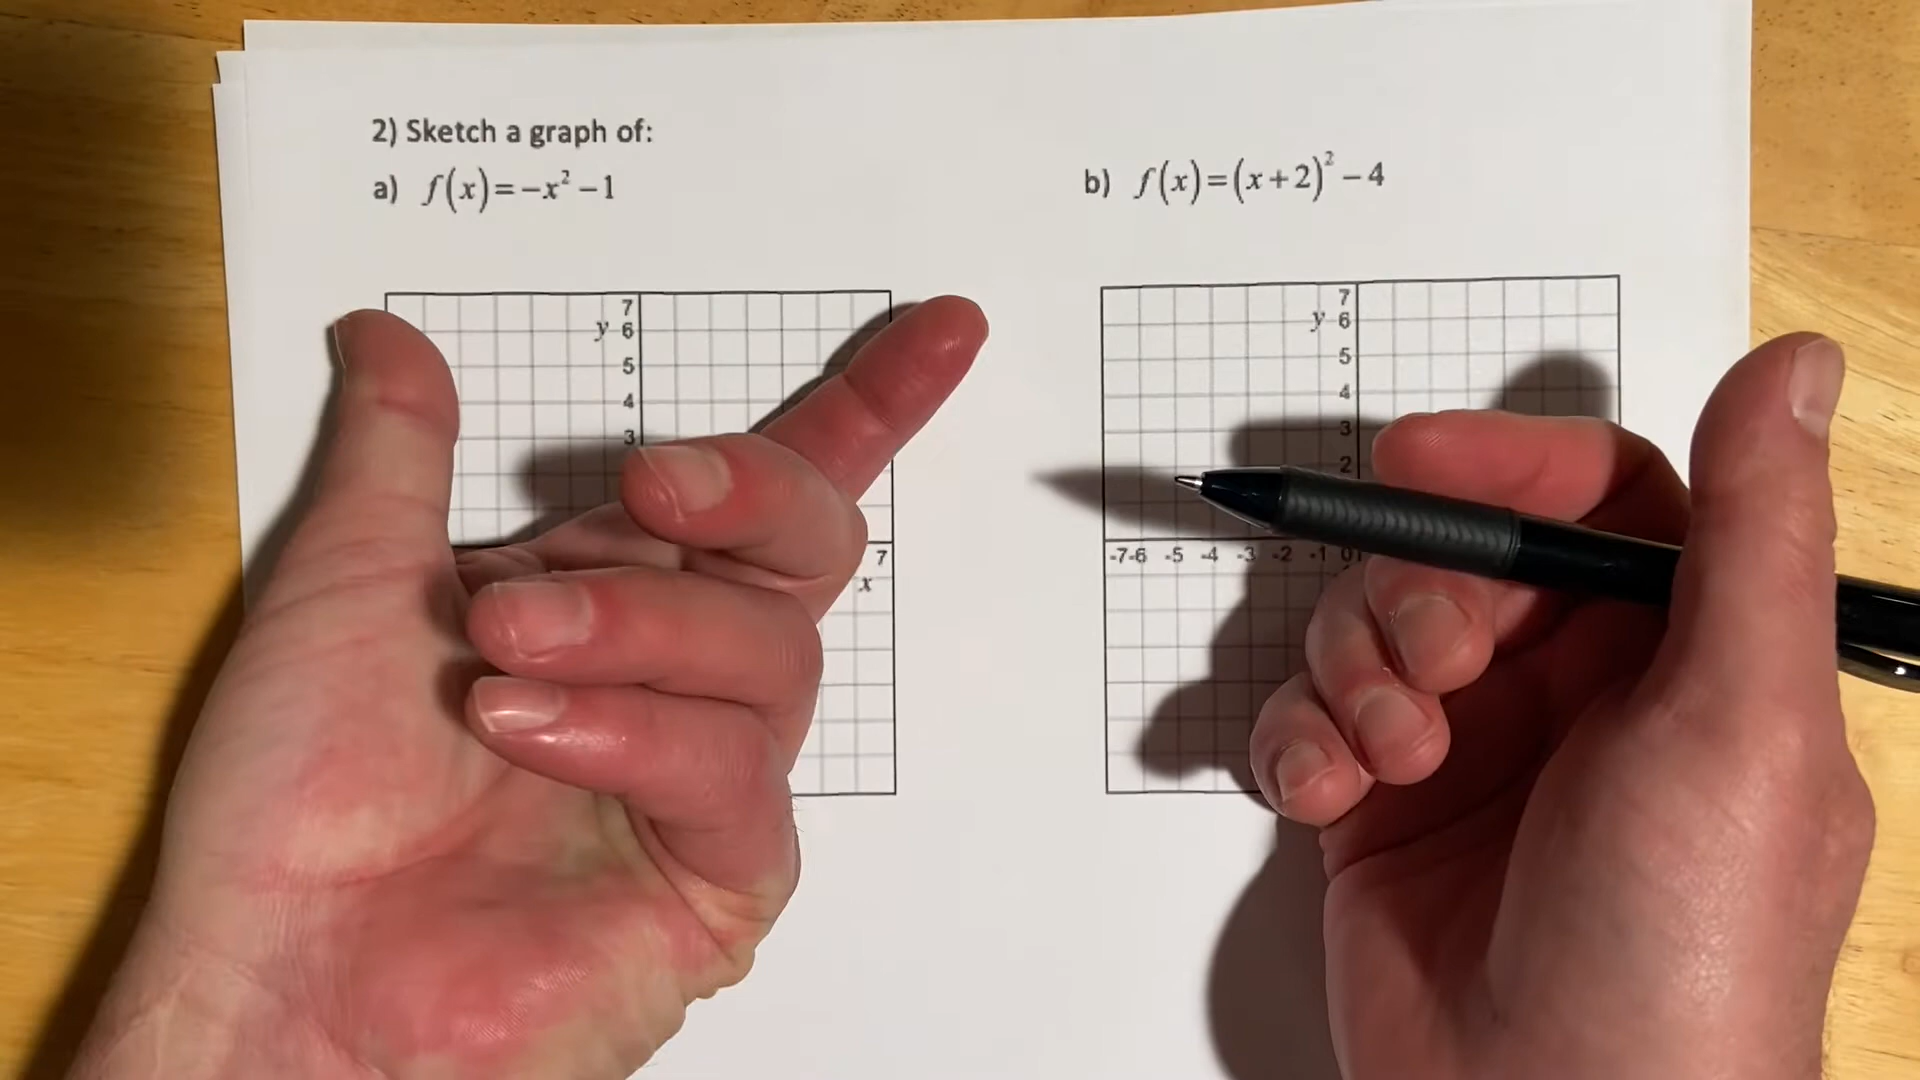 2) Sketch a graph of:
a) f(x)=−x²−1
b) f(x)=(x+2)²−4
7
y 6
5
4
3
7
x
7
y 6
5
4
3
2
-7 -6 -5 -4 -3 -2 -1 0